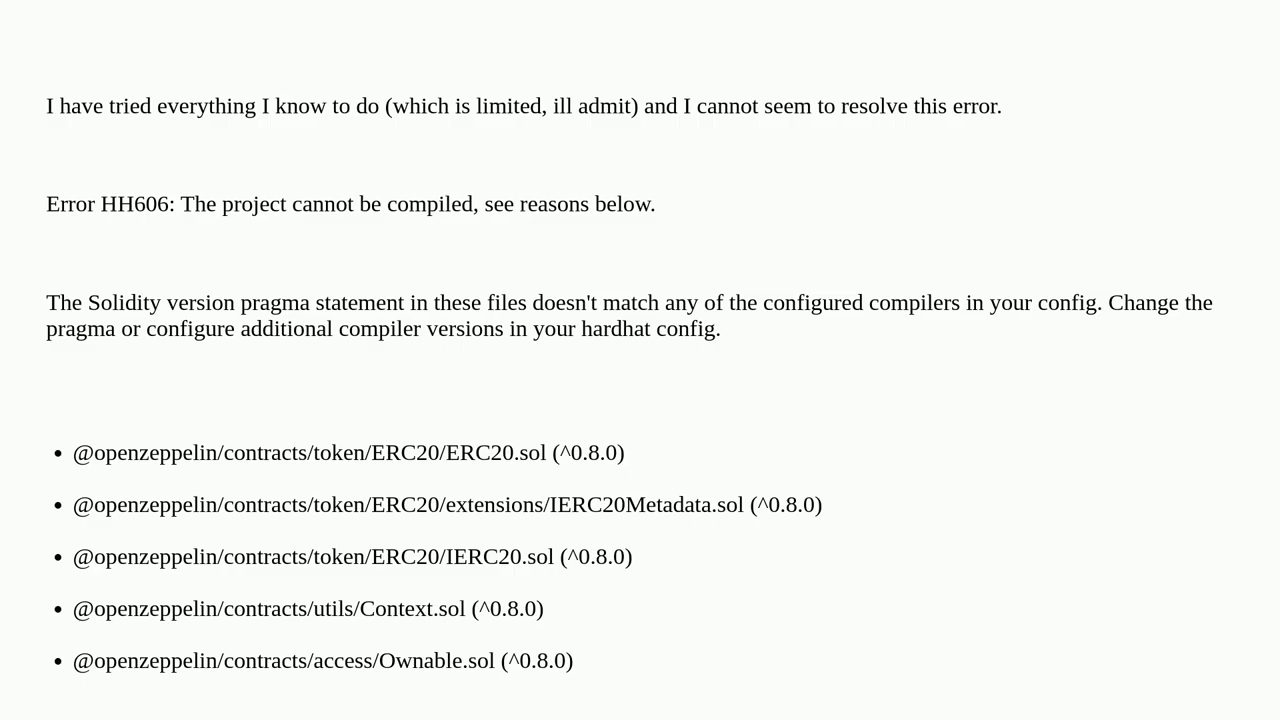 I have tried everything I know to do (which is limited, ill admit) and I cannot seem to resolve this error.
Error HH606: The project cannot be compiled, see reasons below.
The Solidity version pragma statement in these files doesn't match any of the configured compilers in your config. Change the
pragma or configure additional compiler versions in your hardhat config.
• @openzeppelin/contracts/token/ERC20/ERC20.sol (^0.8.0)
• @openzeppelin/contracts/token/ERC20/extensions/IERC20Metadata.sol (^0.8.0)
• @openzeppelin/contracts/token/ERC20/IERC20.sol (^0.8.0)
• @openzeppelin/contracts/utils/Context.sol (^0.8.0)
• @openzeppelin/contracts/access/Ownable.sol (^0.8.0)